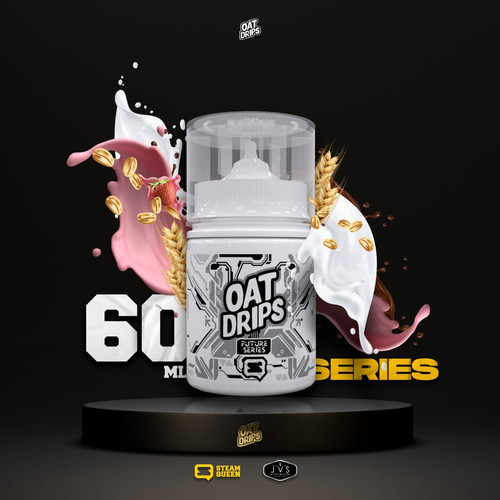 OAT
DRIPS
OAT
DRIPS
FUTURE
SERIES
60
ML
SERIES
OAT
DRIPS
STEAM
QUEEN
JVS